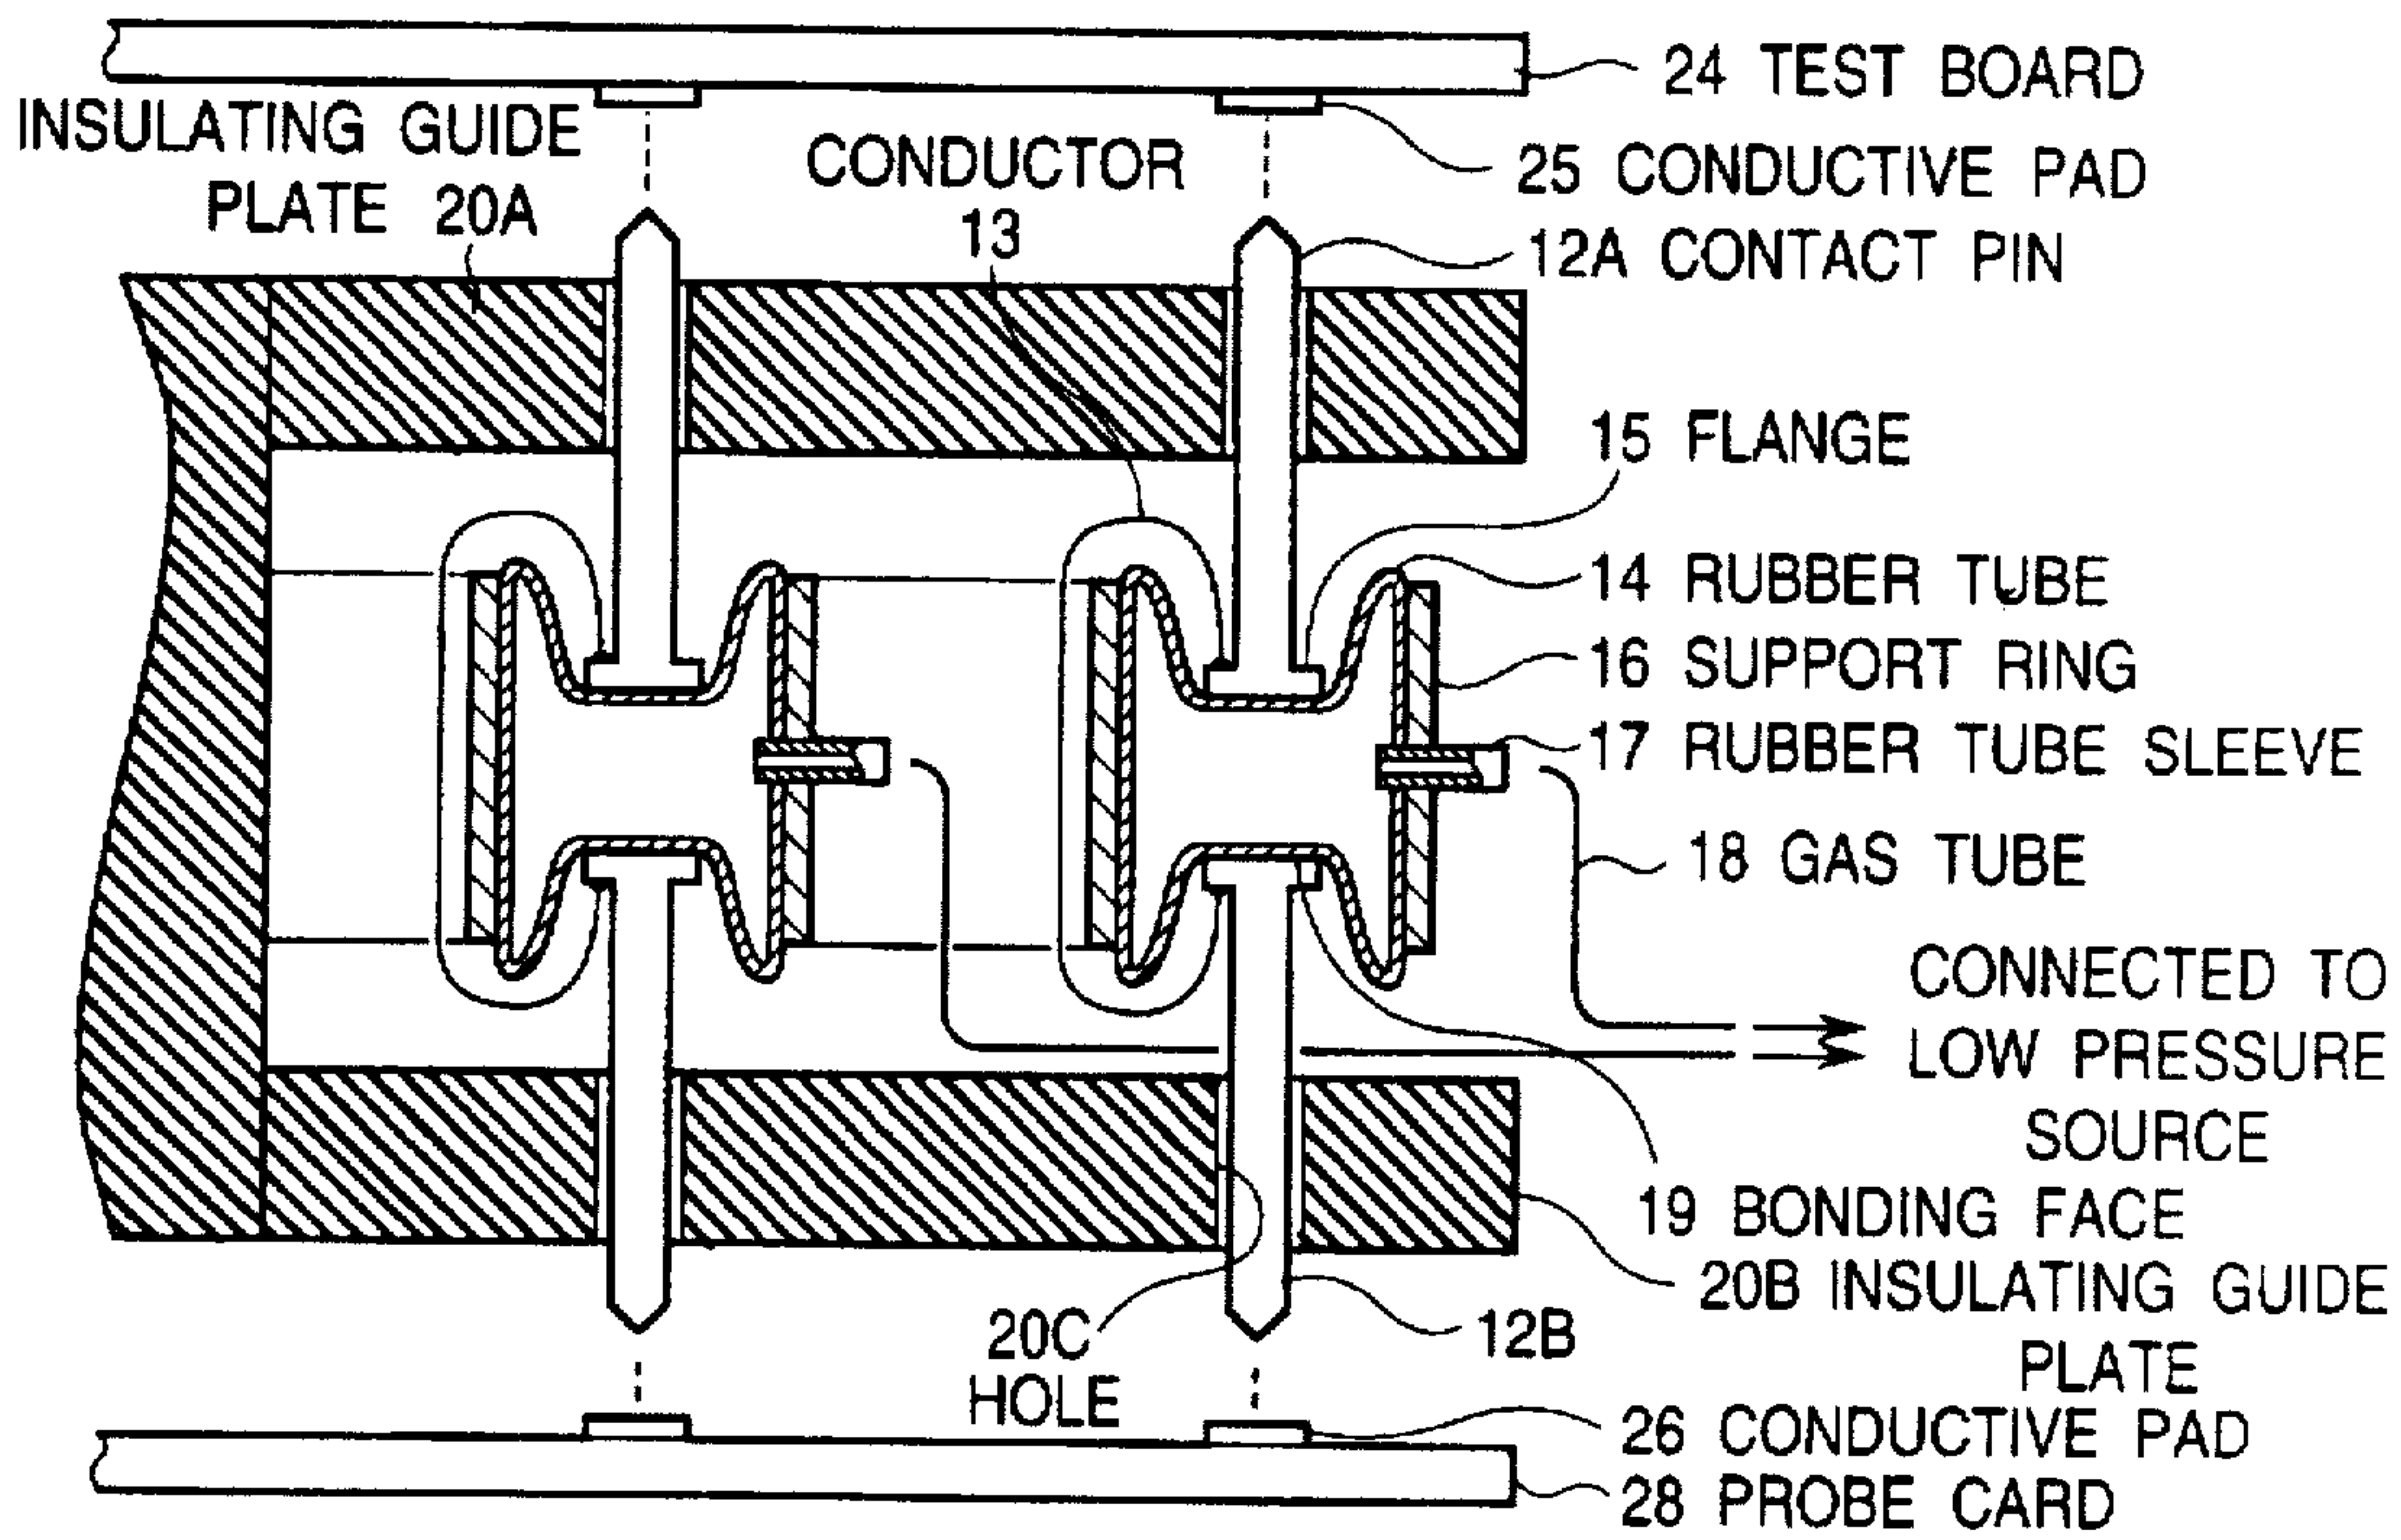 24 TEST BOARD
INSULATING GUIDE
PLATE 20A
CONDUCTOR
13
25 CONDUCTIVE PAD
12A CONTACT PIN
15 FLANGE
14 RUBBER TUBE
16 SUPPORT RING
17 RUBBER TUBE SLEEVE
18 GAS TUBE
CONNECTED TO
LOW PRESSURE
SOURCE
19 BONDING FACE
20B INSULATING GUIDE
PLATE
20C
HOLE
12B
26 CONDUCTIVE PAD
28 PROBE CARD